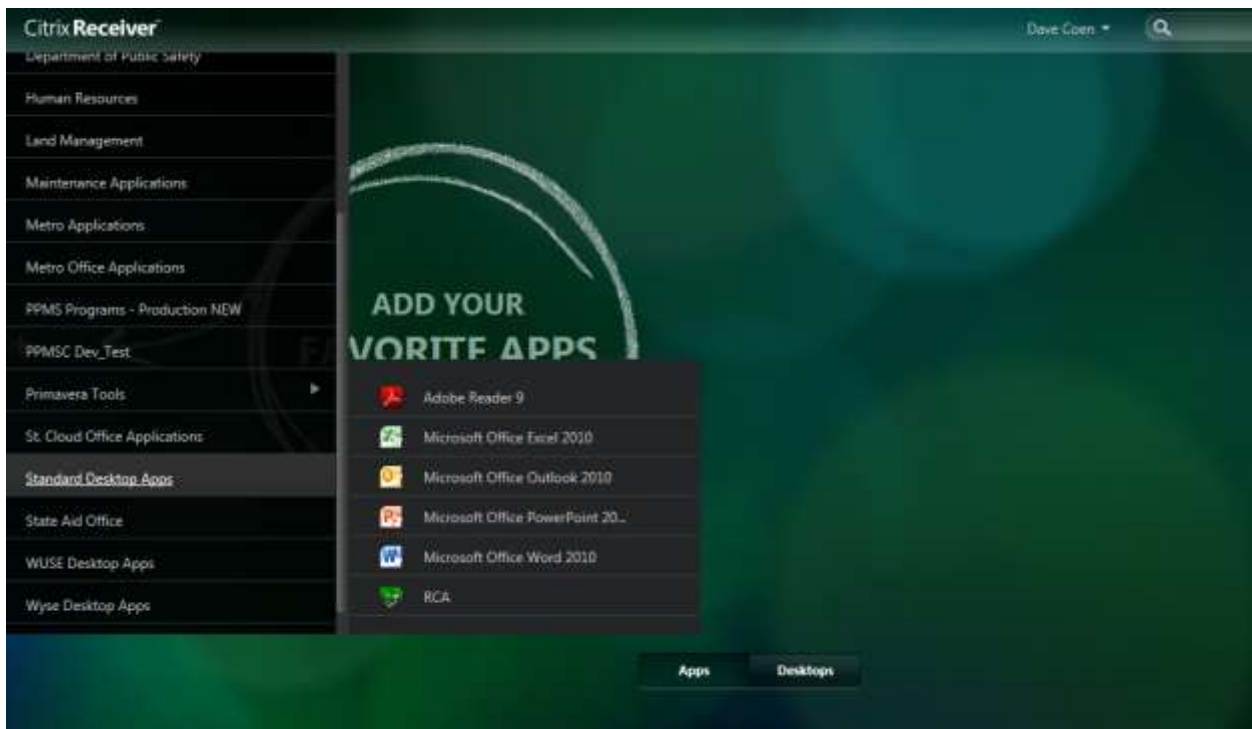 Citrix Receiver
Dave Coen
Department of Public Safety
Human Resources
Land Management
Maintenance Applications
Metro Applications
Metro Office Applications
PPMS Programs - Production NEW
PPMSC Dev_Test
Primavera Tools
St. Cloud Office Applications
Standard Desktop Apps
State Aid Office
WUSE Desktop Apps
Wyse Desktop Apps
ADD YOUR
FAVORITE APPS
Adobe Reader 9
Microsoft Office Excel 2010
Microsoft Office Outlook 2010
Microsoft Office PowerPoint 20...
Microsoft Office Word 2010
RCA
Apps
Desktops